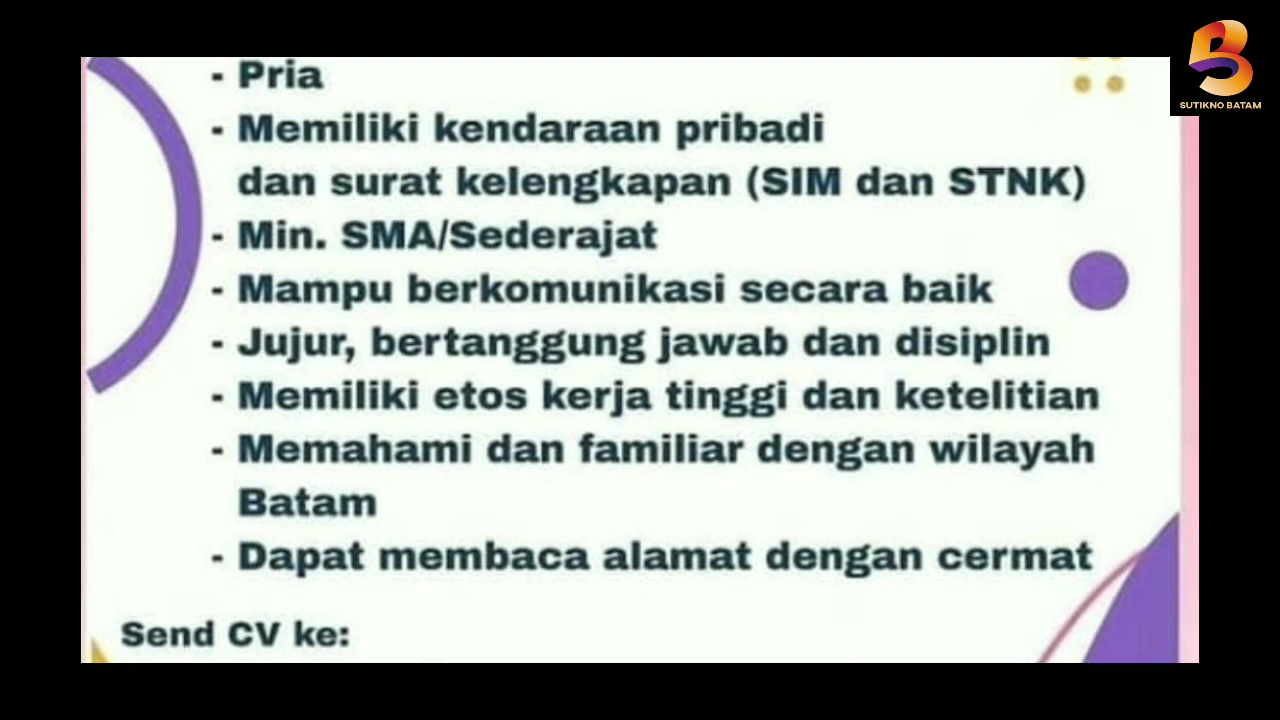 SUTIKNO BATAM
- Pria
- Memiliki kendaraan pribadi
dan surat kelengkapan (SIM dan STNK)
- Min. SMA/Sederajat
- Mampu berkomunikasi secara baik
- Jujur, bertanggung jawab dan disiplin
- Memiliki etos kerja tinggi dan ketelitian
- Memahami dan familiar dengan wilayah
Batam
- Dapat membaca alamat dengan cermat
Send CV ke: